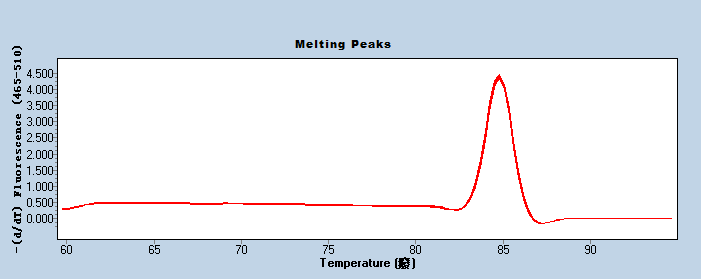 Melting Peaks
-(d/dT) Fluorescence (465-510)
4.500
4.000
3.500
3.000
2.500
2.000
1.500
1.000
0.500
0.000
60 65 70 75 80 85 90
Temperature (癈)